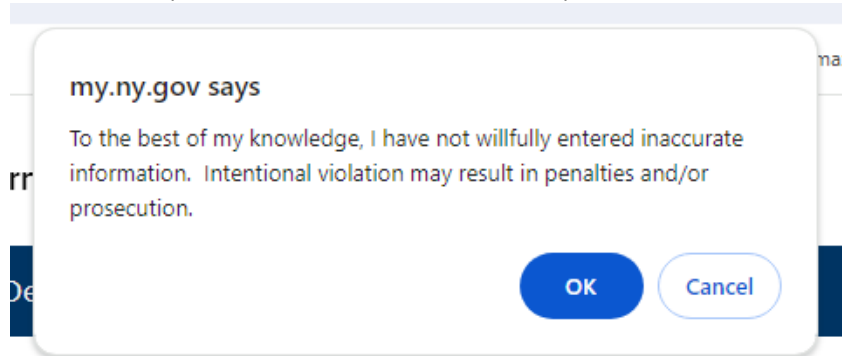 my.ny.gov says
To the best of my knowledge, I have not willfully entered inaccurate
information.  Intentional violation may result in penalties and/or
prosecution.
OK
Cancel